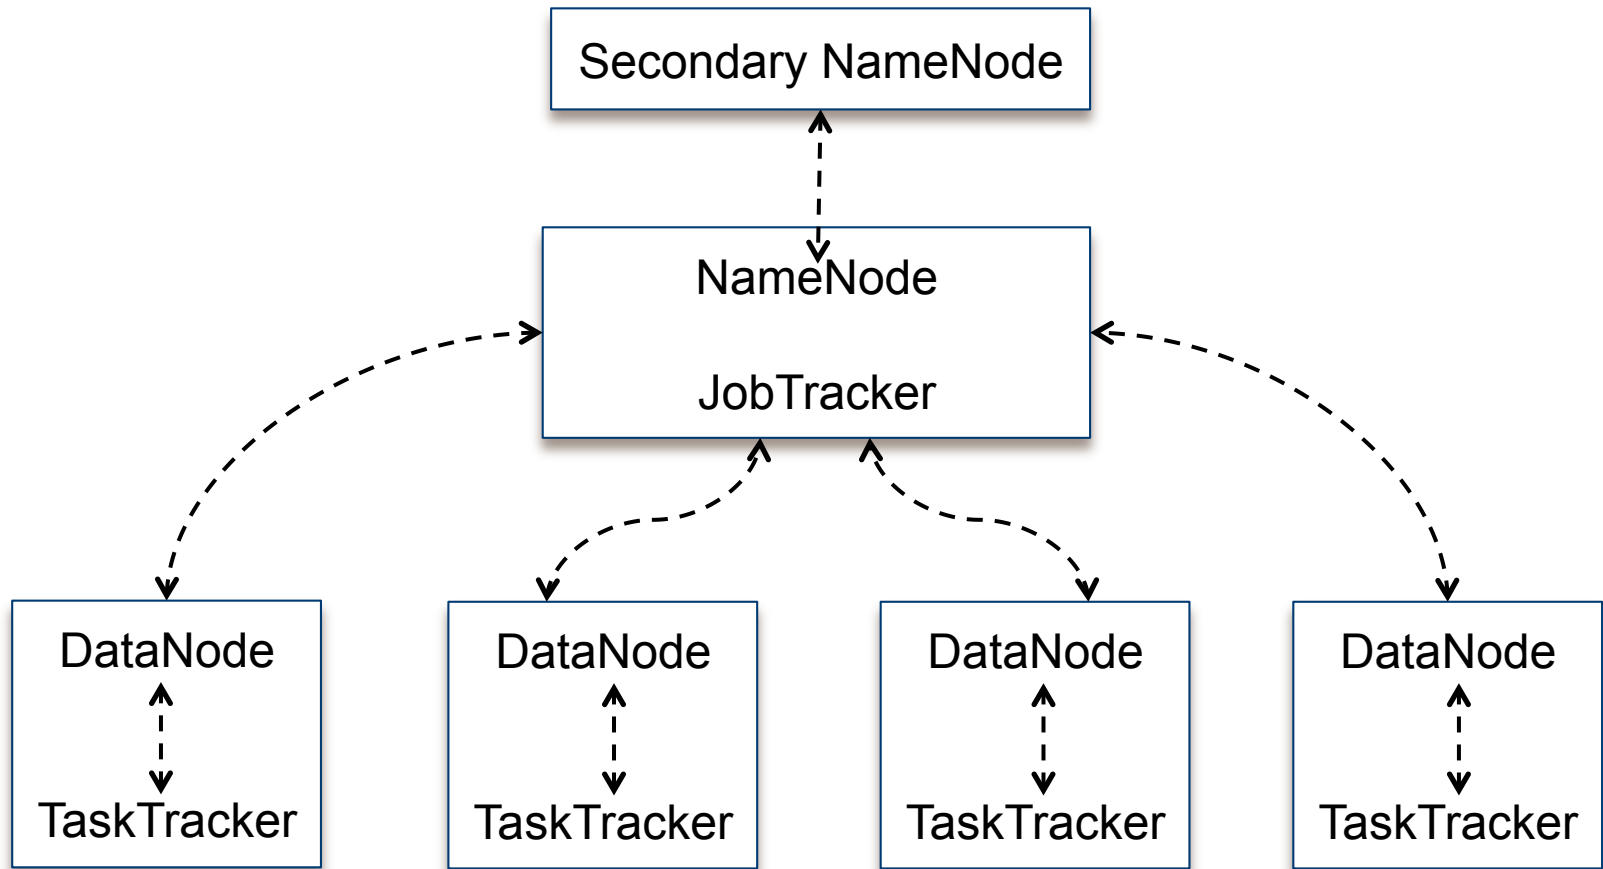 Secondary NameNode
NameNode
JobTracker
DataNode
TaskTracker
DataNode
TaskTracker
DataNode
TaskTracker
DataNode
TaskTracker